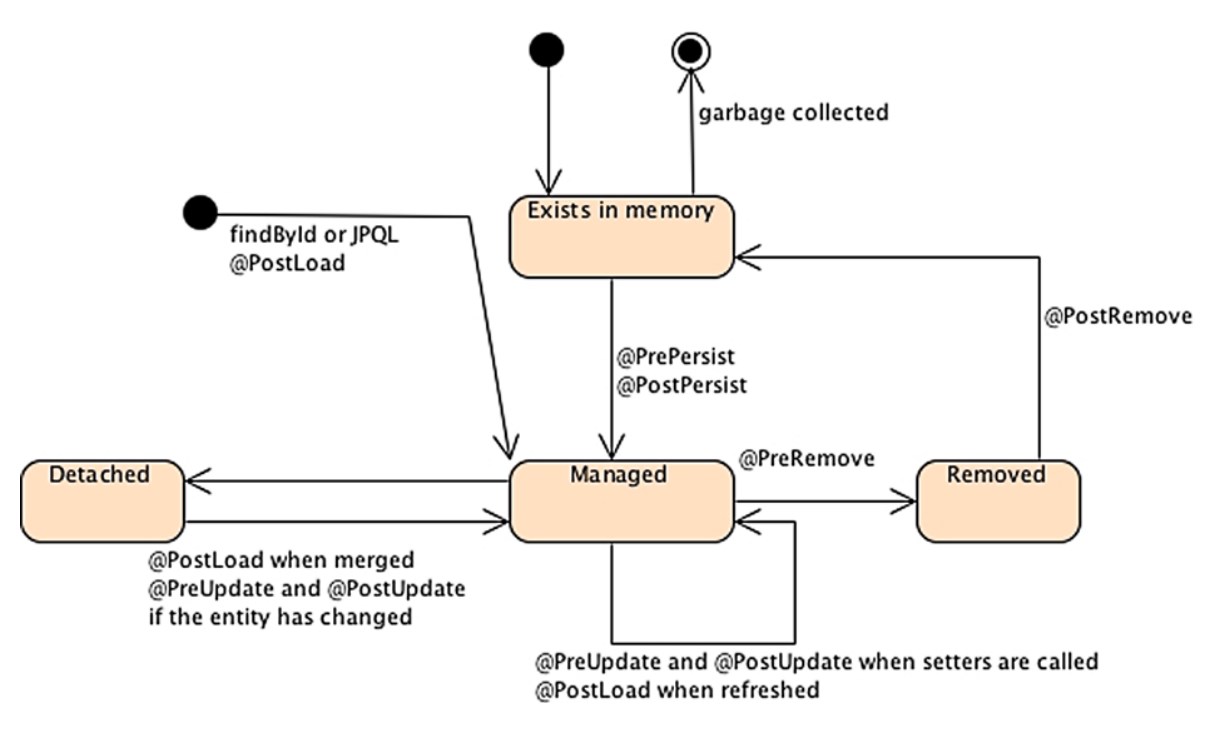 garbage collected
Exists in memory
findById or JPQL
@PostLoad
@PostRemove
@PrePersist
@PostPersist
Detached
Managed
@PreRemove
Removed
@PostLoad when merged
@PreUpdate and @PostUpdate
if the entity has changed
@PreUpdate and @PostUpdate when setters are called
@PostLoad when refreshed